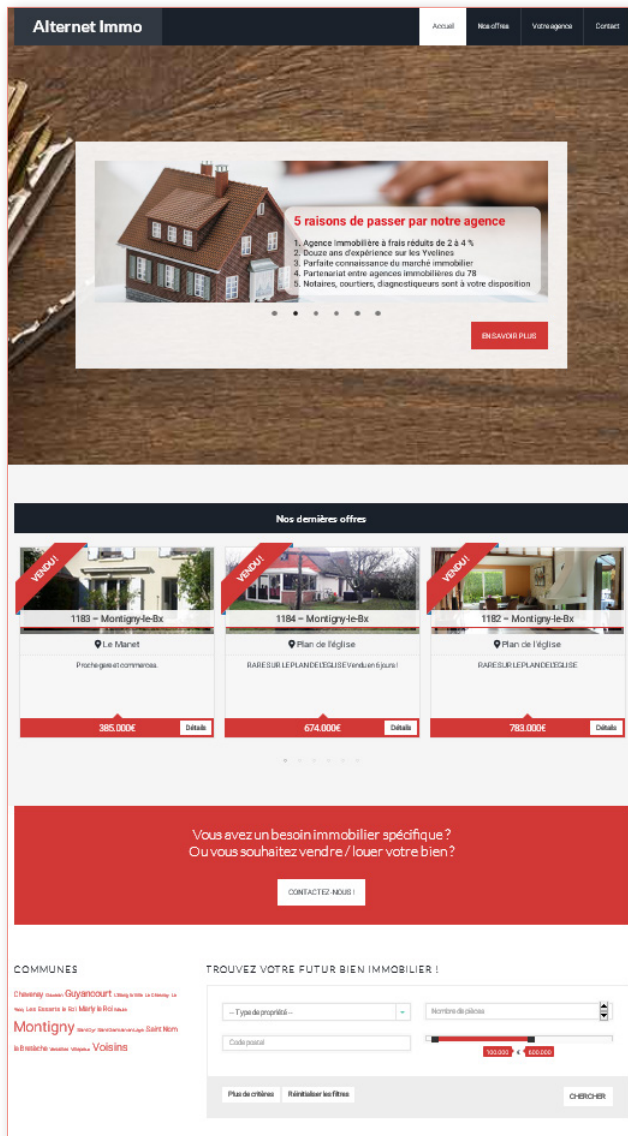 Alternet Immo
Accueil
Nos offres
Votre agence
Contact
5 raisons de passer par notre agence
1. Agence Immobilière à frais réduits de 2 à 4 %
2. Douze ans d'expérience sur les Yvelines
3. Parfaite connaissance du marché immobilier
4. Partenariat entre agences immobilières du 78
5. Notaires, courtiers, diagnostiqueurs sont à votre disposition
EN SAVOIR PLUS
Nos dernières offres
VENDU !
VENDU !
VENDU !
1183 – Montigny-le-Bx
1184 – Montigny-le-Bx
1182 – Montigny-le-Bx
Le Manet
Plan de l'église
Plan de l'église
Proche gare et commerces.
RARE SUR LE PLAN DE L'EGLISE Vendu en 6 jours !
RARE SUR LE PLAN DE L'EGLISE
385.000€
Détails
674.000€
Détails
783.000€
Détails
Vous avez un besoin immobilier spécifique ?
Ou vous souhaitez vendre / louer votre bien ?
CONTACTEZ-NOUS !
COMMUNES
TROUVEZ VOTRE FUTUR BIEN IMMOBILIER !
Chevreney Guyancourt
Les Essarts le Roi Marly le Roi
Montigny Saint Nom
la Bretèche Voisins
-- Type de propriété --
Nombre de pièces
Code postal
100.000 € 600.000
Plus de critères
Réinitialiser les filtres
CHERCHER